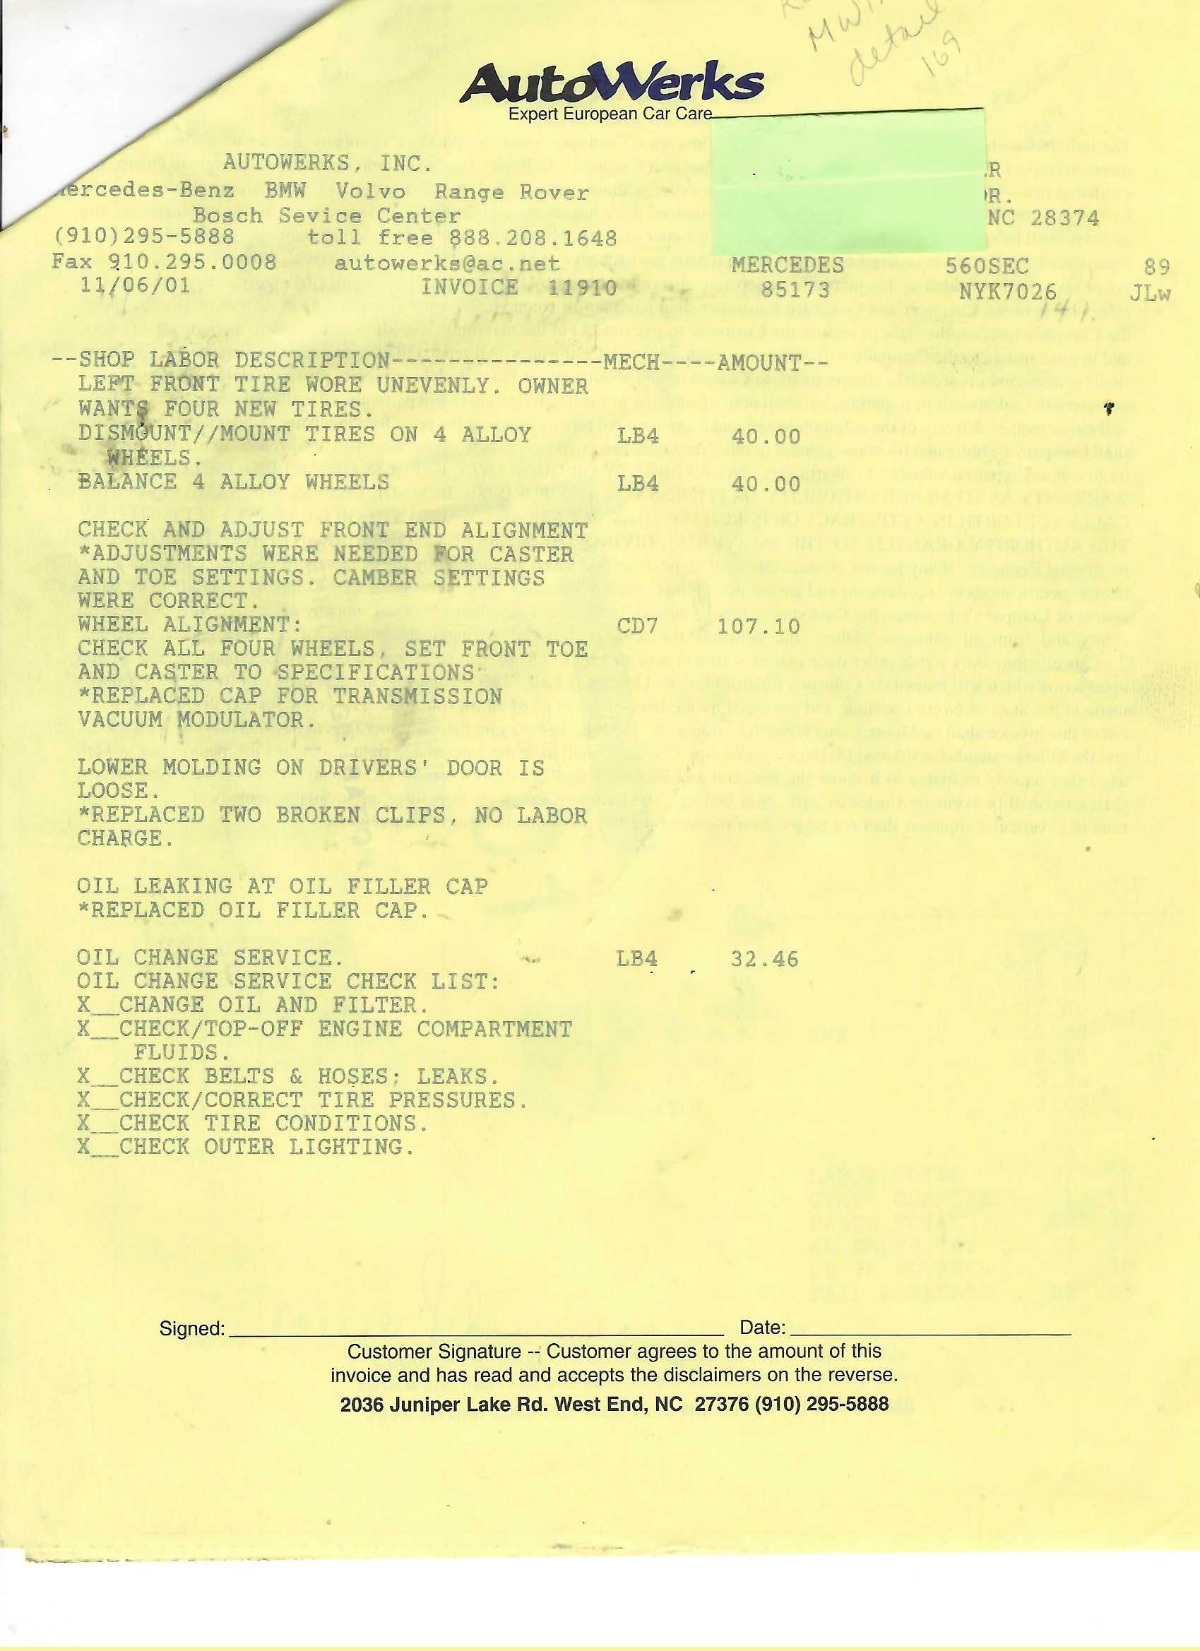 MW
detail
169
AutoWerks
Expert European Car Care
AUTOWERKS, INC.
ercedes-Benz BMW Volvo Range Rover
Bosch Sevice Center
(910)295-5888 toll free 888.208.1648
Fax 910.295.0008 autowerks@ac.net
11/06/01 INVOICE 11910
R
R.
NC 28374
MERCEDES 560SEC 89
85173 NYK7026 JLw
--SHOP LABOR DESCRIPTION---------------MECH----AMOUNT--
LEFT FRONT TIRE WORE UNEVENLY. OWNER
WANTS FOUR NEW TIRES.
DISMOUNT//MOUNT TIRES ON 4 ALLOY LB4 40.00
WHEELS.
BALANCE 4 ALLOY WHEELS LB4 40.00
CHECK AND ADJUST FRONT END ALIGNMENT
*ADJUSTMENTS WERE NEEDED FOR CASTER
AND TOE SETTINGS. CAMBER SETTINGS
WERE CORRECT.
WHEEL ALIGNMENT: CD7 107.10
CHECK ALL FOUR WHEELS, SET FRONT TOE
AND CASTER TO SPECIFICATIONS
*REPLACED CAP FOR TRANSMISSION
VACUUM MODULATOR.
LOWER MOLDING ON DRIVERS' DOOR IS
LOOSE.
*REPLACED TWO BROKEN CLIPS, NO LABOR
CHARGE.
OIL LEAKING AT OIL FILLER CAP
*REPLACED OIL FILLER CAP.
OIL CHANGE SERVICE. LB4 32.46
OIL CHANGE SERVICE CHECK LIST:
X__CHANGE OIL AND FILTER.
X__CHECK/TOP-OFF ENGINE COMPARTMENT
FLUIDS.
X__CHECK BELTS & HOSES; LEAKS.
X__CHECK/CORRECT TIRE PRESSURES.
X__CHECK TIRE CONDITIONS.
X__CHECK OUTER LIGHTING.
Signed: Date:
Customer Signature -- Customer agrees to the amount of this
invoice and has read and accepts the disclaimers on the reverse.
2036 Juniper Lake Rd. West End, NC 27376 (910) 295-5888